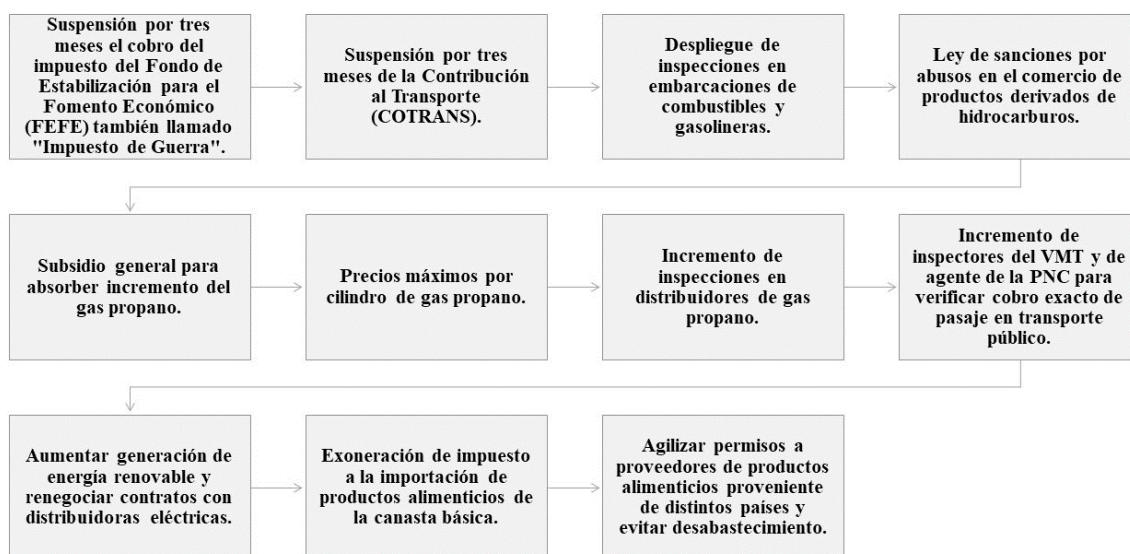 Suspensión por tres
meses el cobro del
impuesto del Fondo de
Estabilización para el
Fomento Económico
(FEFE) también llamado
"Impuesto de Guerra".
Suspensión por tres
meses de la Contribución
al Transporte
(COTRANS).
Despliegue de
inspecciones en
embarcaciones de
combustibles y
gasolineras.
Ley de sanciones por
abusos en el comercio de
productos derivados de
hidrocarburos.
Subsidio general para
absorber incremento del
gas propano.
Precios máximos por
cilindro de gas propano.
Incremento de
inspecciones en
distribuidores de gas
propano.
Incremento de
inspectores del VMT y de
agente de la PNC para
verificar cobro exacto de
pasaje en transporte
público.
Aumentar generación de
energía renovable y
renegociar contratos con
distribuidoras eléctricas.
Exoneración de impuesto
a la importación de
productos alimenticios de
la canasta básica.
Agilizar permisos a
proveedores de productos
alimenticios proveniente
de distintos países y
evitar desabastecimiento.